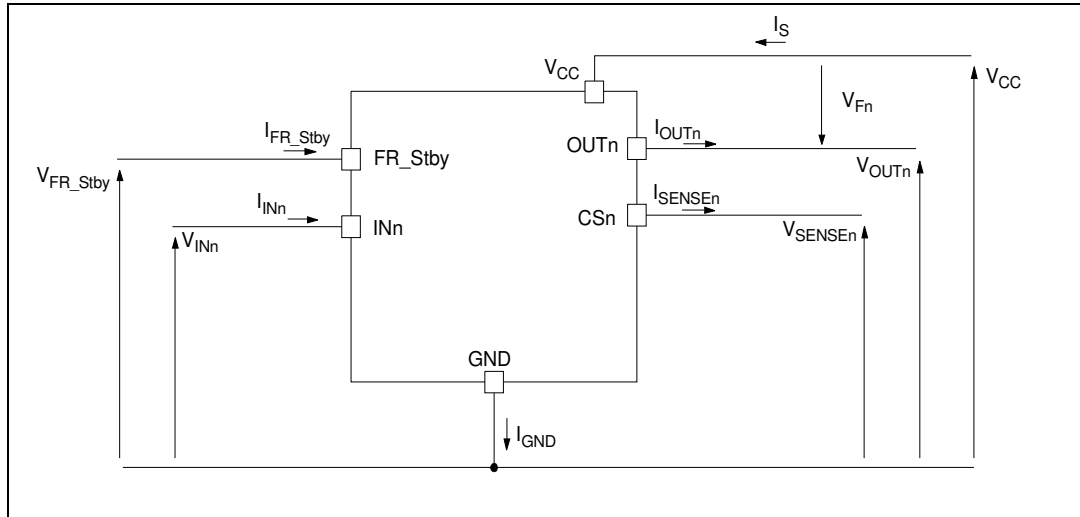 I_S
V_CC
V_CC
V_Fn
I_FR_Stby
I_OUTn
OUTn
FR_Stby
V_FR_Stby
V_OUTn
I_INn
I_SENSEn
CSn
INn
V_INn
V_SENSEn
GND
I_GND